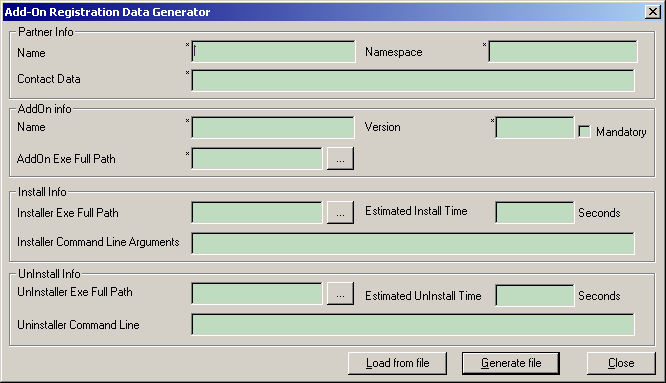 Add-On Registration Data Generator
Partner Info
Name * Namespace *
Contact Data *
AddOn info
Name * Version * Mandatory
AddOn Exe Full Path * ...
Install Info
Installer Exe Full Path ... Estimated Install Time Seconds
Installer Command Line Arguments
UnInstall Info
UnInstaller Exe Full Path ... Estimated UnInstall Time Seconds
Uninstaller Command Line
Load from file Generate file Close